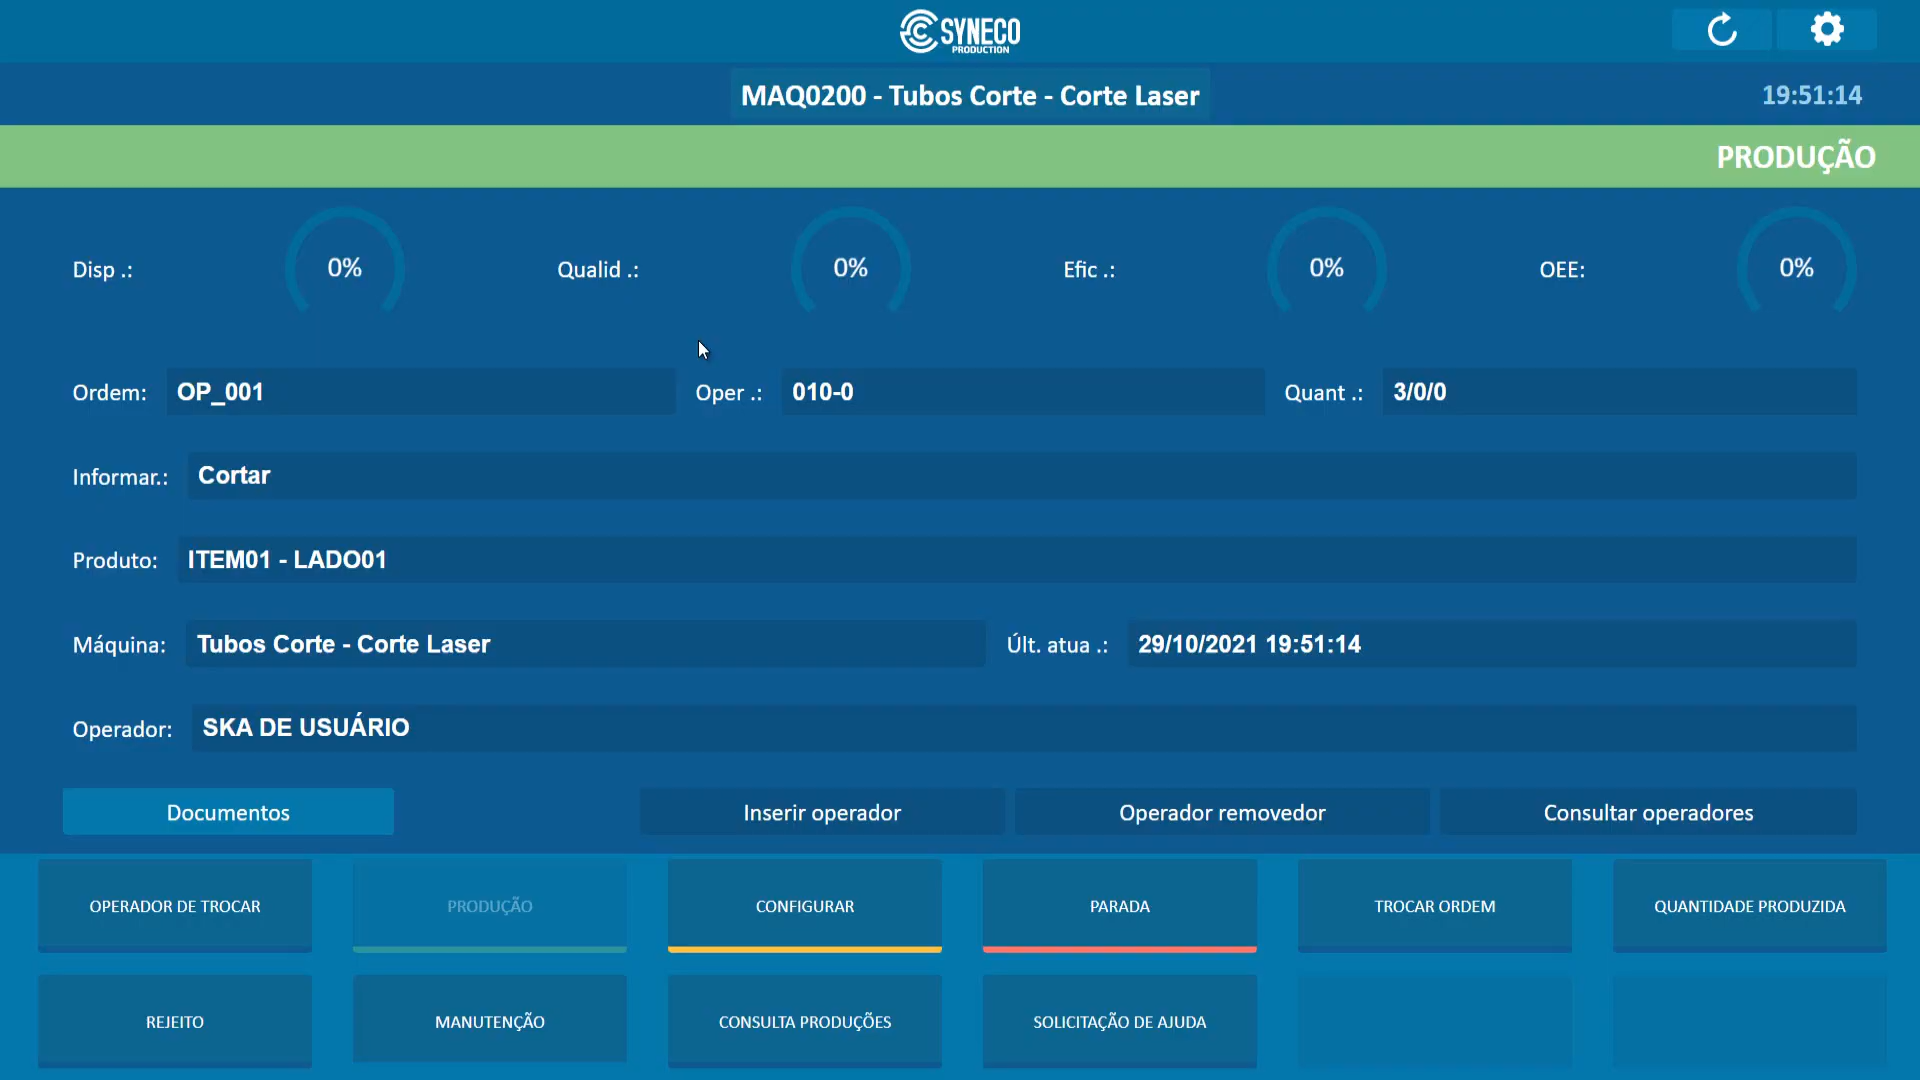 SYNECO
PRODUCTION
MAQ0200 - Tubos Corte - Corte Laser
19:51:14
PRODUÇÃO
Disp .: 0% Qualid .: 0% Efic .: 0% OEE: 0%
Ordem: OP_001 Oper .: 010-0 Quant .: 3/0/0
Informar.: Cortar
Produto: ITEM01 - LADO01
Máquina: Tubos Corte - Corte Laser Últ. atua .: 29/10/2021 19:51:14
Operador: SKA DE USUÁRIO
Documentos Inserir operador Operador removedor Consultar operadores
OPERADOR DE TROCAR PRODUÇÃO CONFIGURAR PARADA TROCAR ORDEM QUANTIDADE PRODUZIDA
REJEITO MANUTENÇÃO CONSULTA PRODUÇÕES SOLICITAÇÃO DE AJUDA